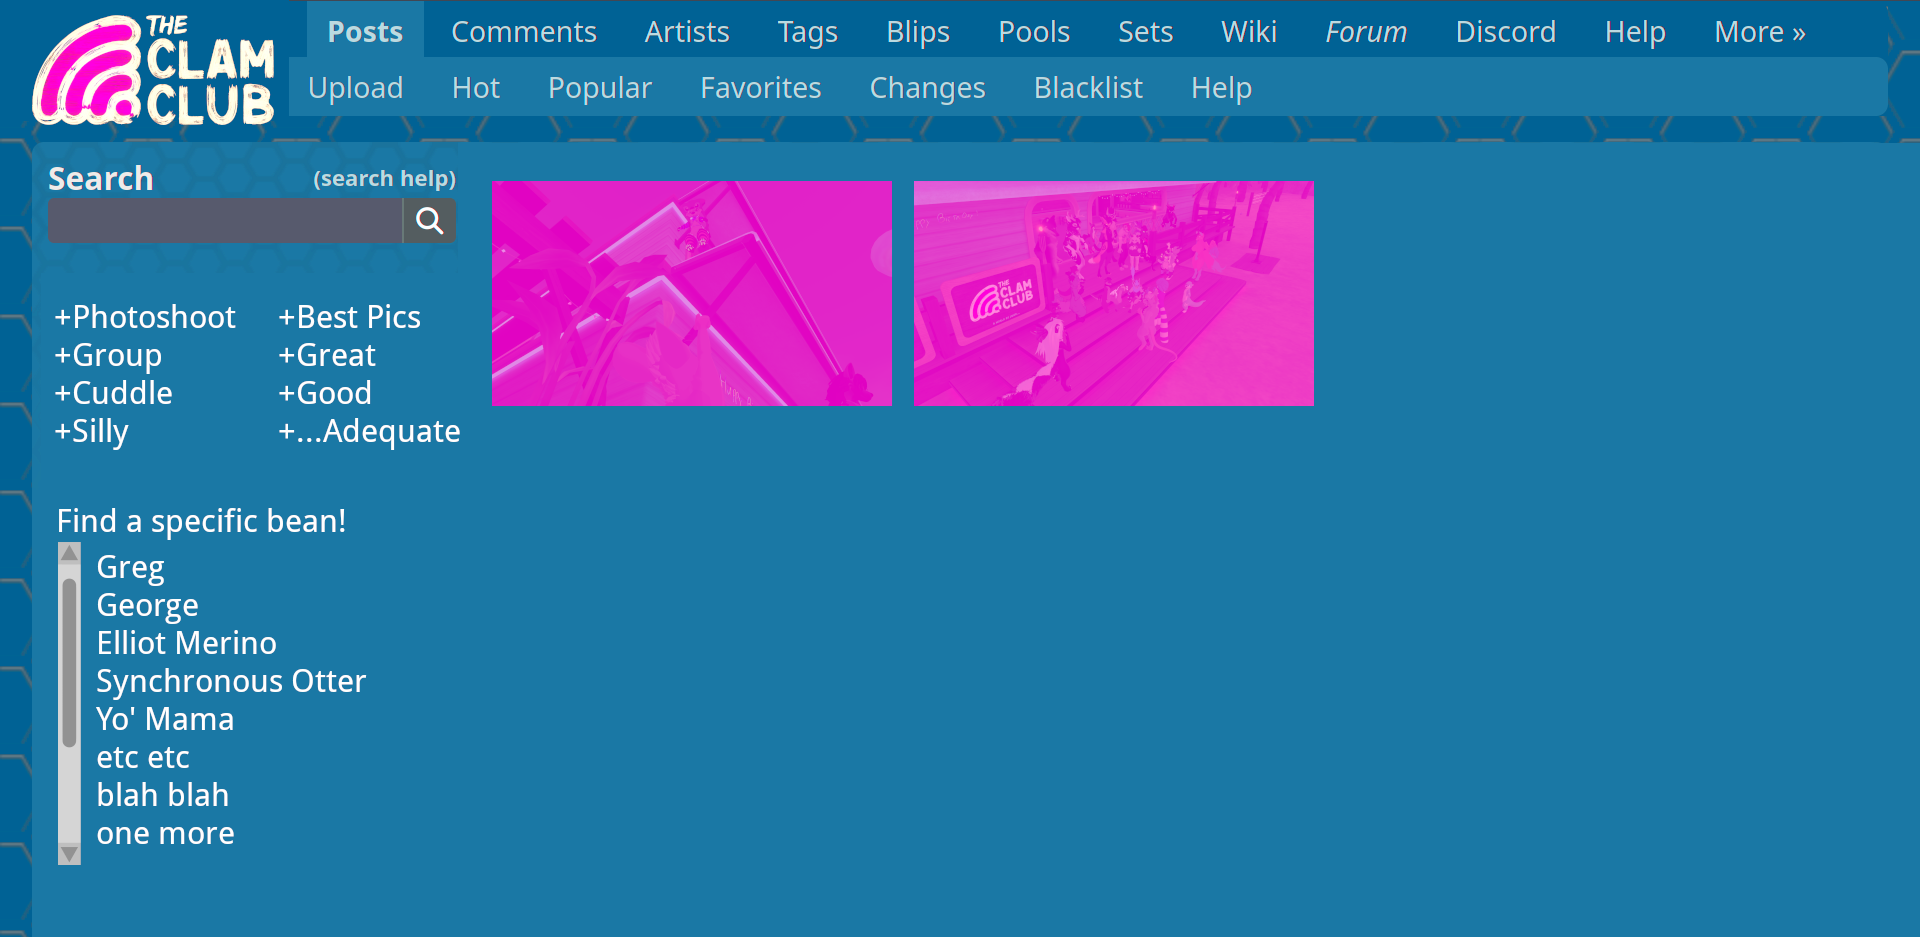 THE
CLAM
CLUB
Posts Comments Artists Tags Blips Pools Sets Wiki Forum Discord Help More »
Upload Hot Popular Favorites Changes Blacklist Help
Search (search help)
+Photoshoot +Best Pics
+Group +Great
+Cuddle +Good
+Silly +...Adequate
THE
CLAM
CLUB
Find a specific bean!
Greg
George
Elliot Merino
Synchronous Otter
Yo' Mama
etc etc
blah blah
one more